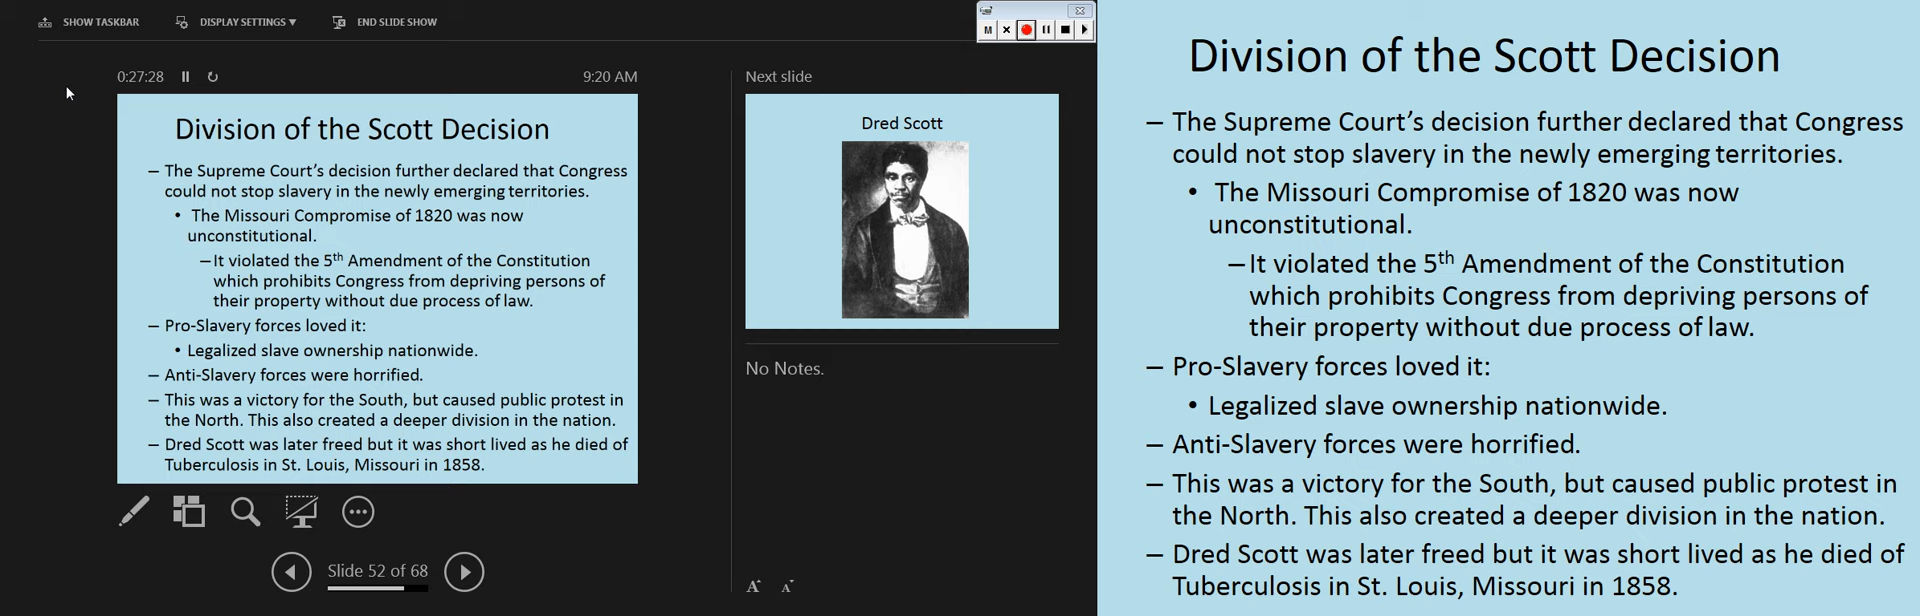 SHOW TASKBAR
DISPLAY SETTINGS ▼
END SLIDE SHOW
M
0:27:28
9:20 AM
Division of the Scott Decision
– The Supreme Court's decision further declared that Congress
could not stop slavery in the newly emerging territories.
• The Missouri Compromise of 1820 was now
unconstitutional.
– It violated the 5th Amendment of the Constitution
which prohibits Congress from depriving persons of
their property without due process of law.
– Pro-Slavery forces loved it:
• Legalized slave ownership nationwide.
– Anti-Slavery forces were horrified.
– This was a victory for the South, but caused public protest in
the North. This also created a deeper division in the nation.
– Dred Scott was later freed but it was short lived as he died of
Tuberculosis in St. Louis, Missouri in 1858.
Slide 52 of 68
Next slide
Dred Scott
No Notes.
A A
Division of the Scott Decision
– The Supreme Court's decision further declared that Congress
could not stop slavery in the newly emerging territories.
• The Missouri Compromise of 1820 was now
unconstitutional.
– It violated the 5th Amendment of the Constitution
which prohibits Congress from depriving persons of
their property without due process of law.
– Pro-Slavery forces loved it:
• Legalized slave ownership nationwide.
– Anti-Slavery forces were horrified.
– This was a victory for the South, but caused public protest in
the North. This also created a deeper division in the nation.
– Dred Scott was later freed but it was short lived as he died of
Tuberculosis in St. Louis, Missouri in 1858.